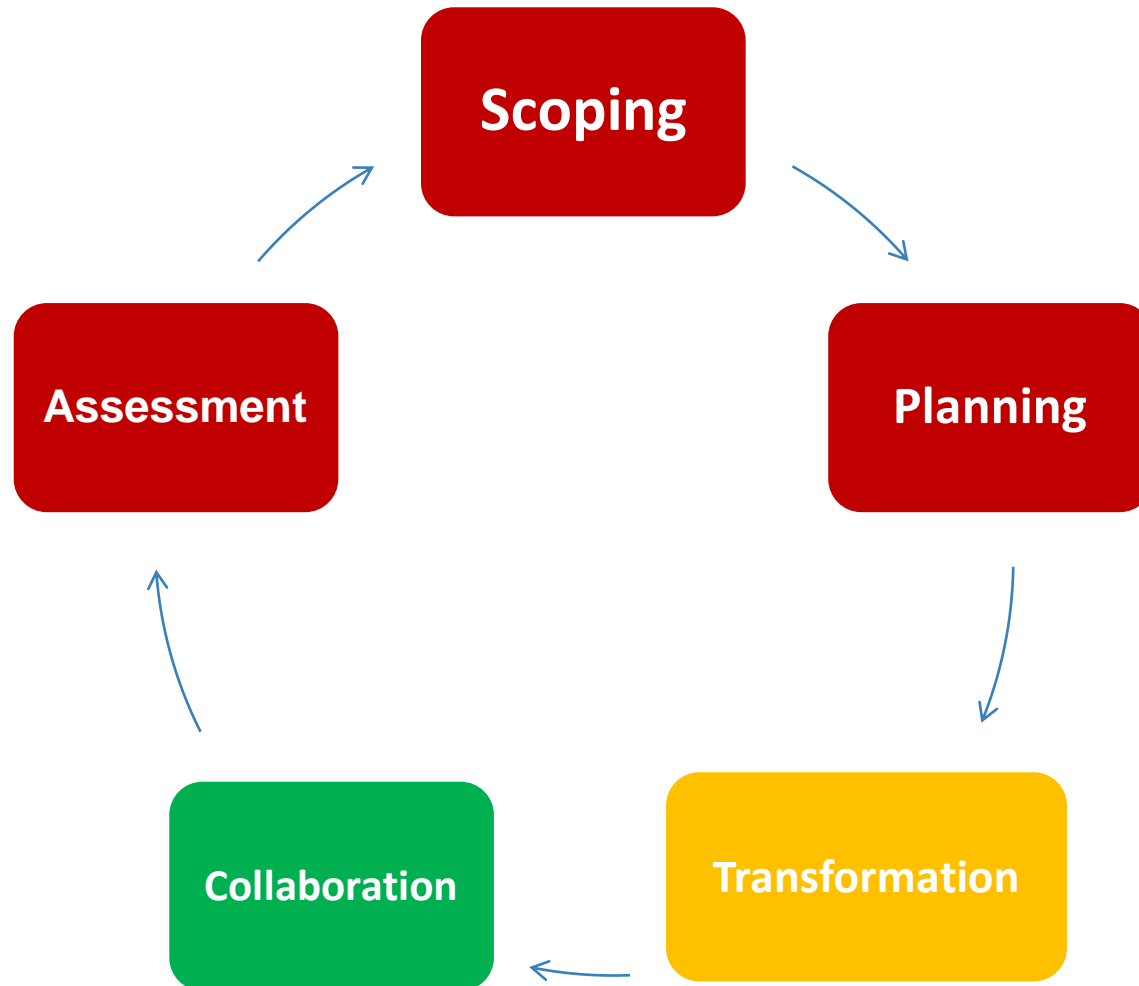 Scoping
Planning
Transformation
Collaboration
Assessment